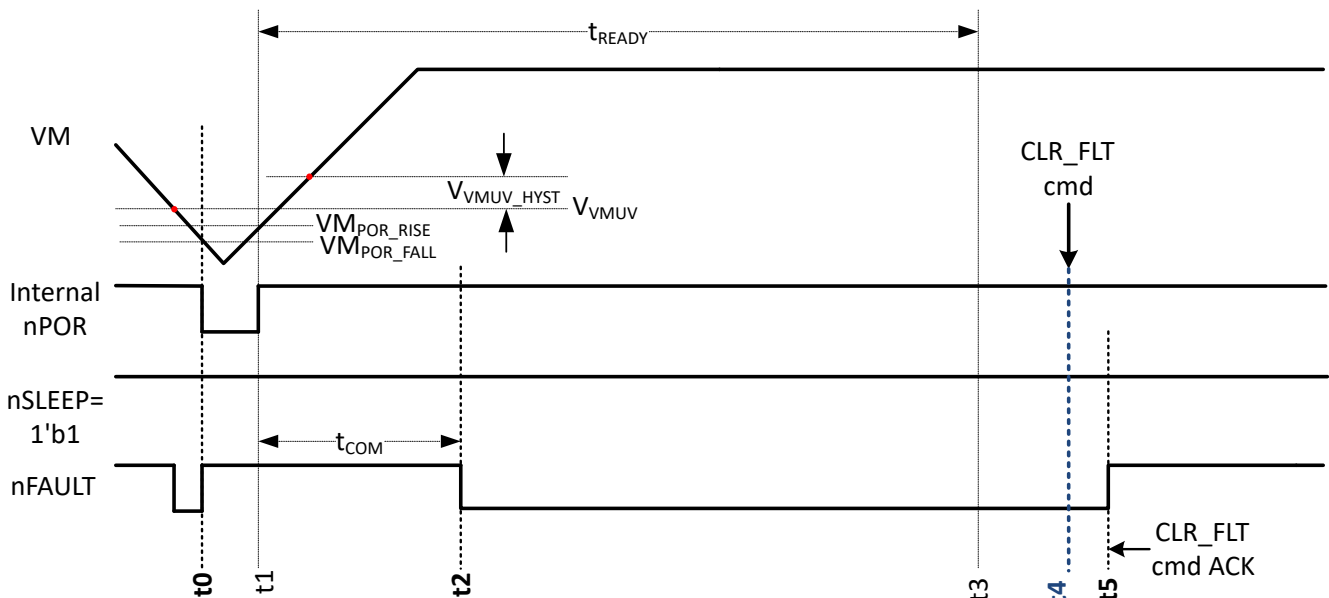 tREADY
VM
CLR_FLT
cmd
VVMUV_HYST
VVMUV
VMPOR_RISE
VMPOR_FALL
Internal
nPOR
nSLEEP=
1'b1
tCOM
nFAULT
CLR_FLT
cmd ACK
t0
t1
t2
t3
t4
t5